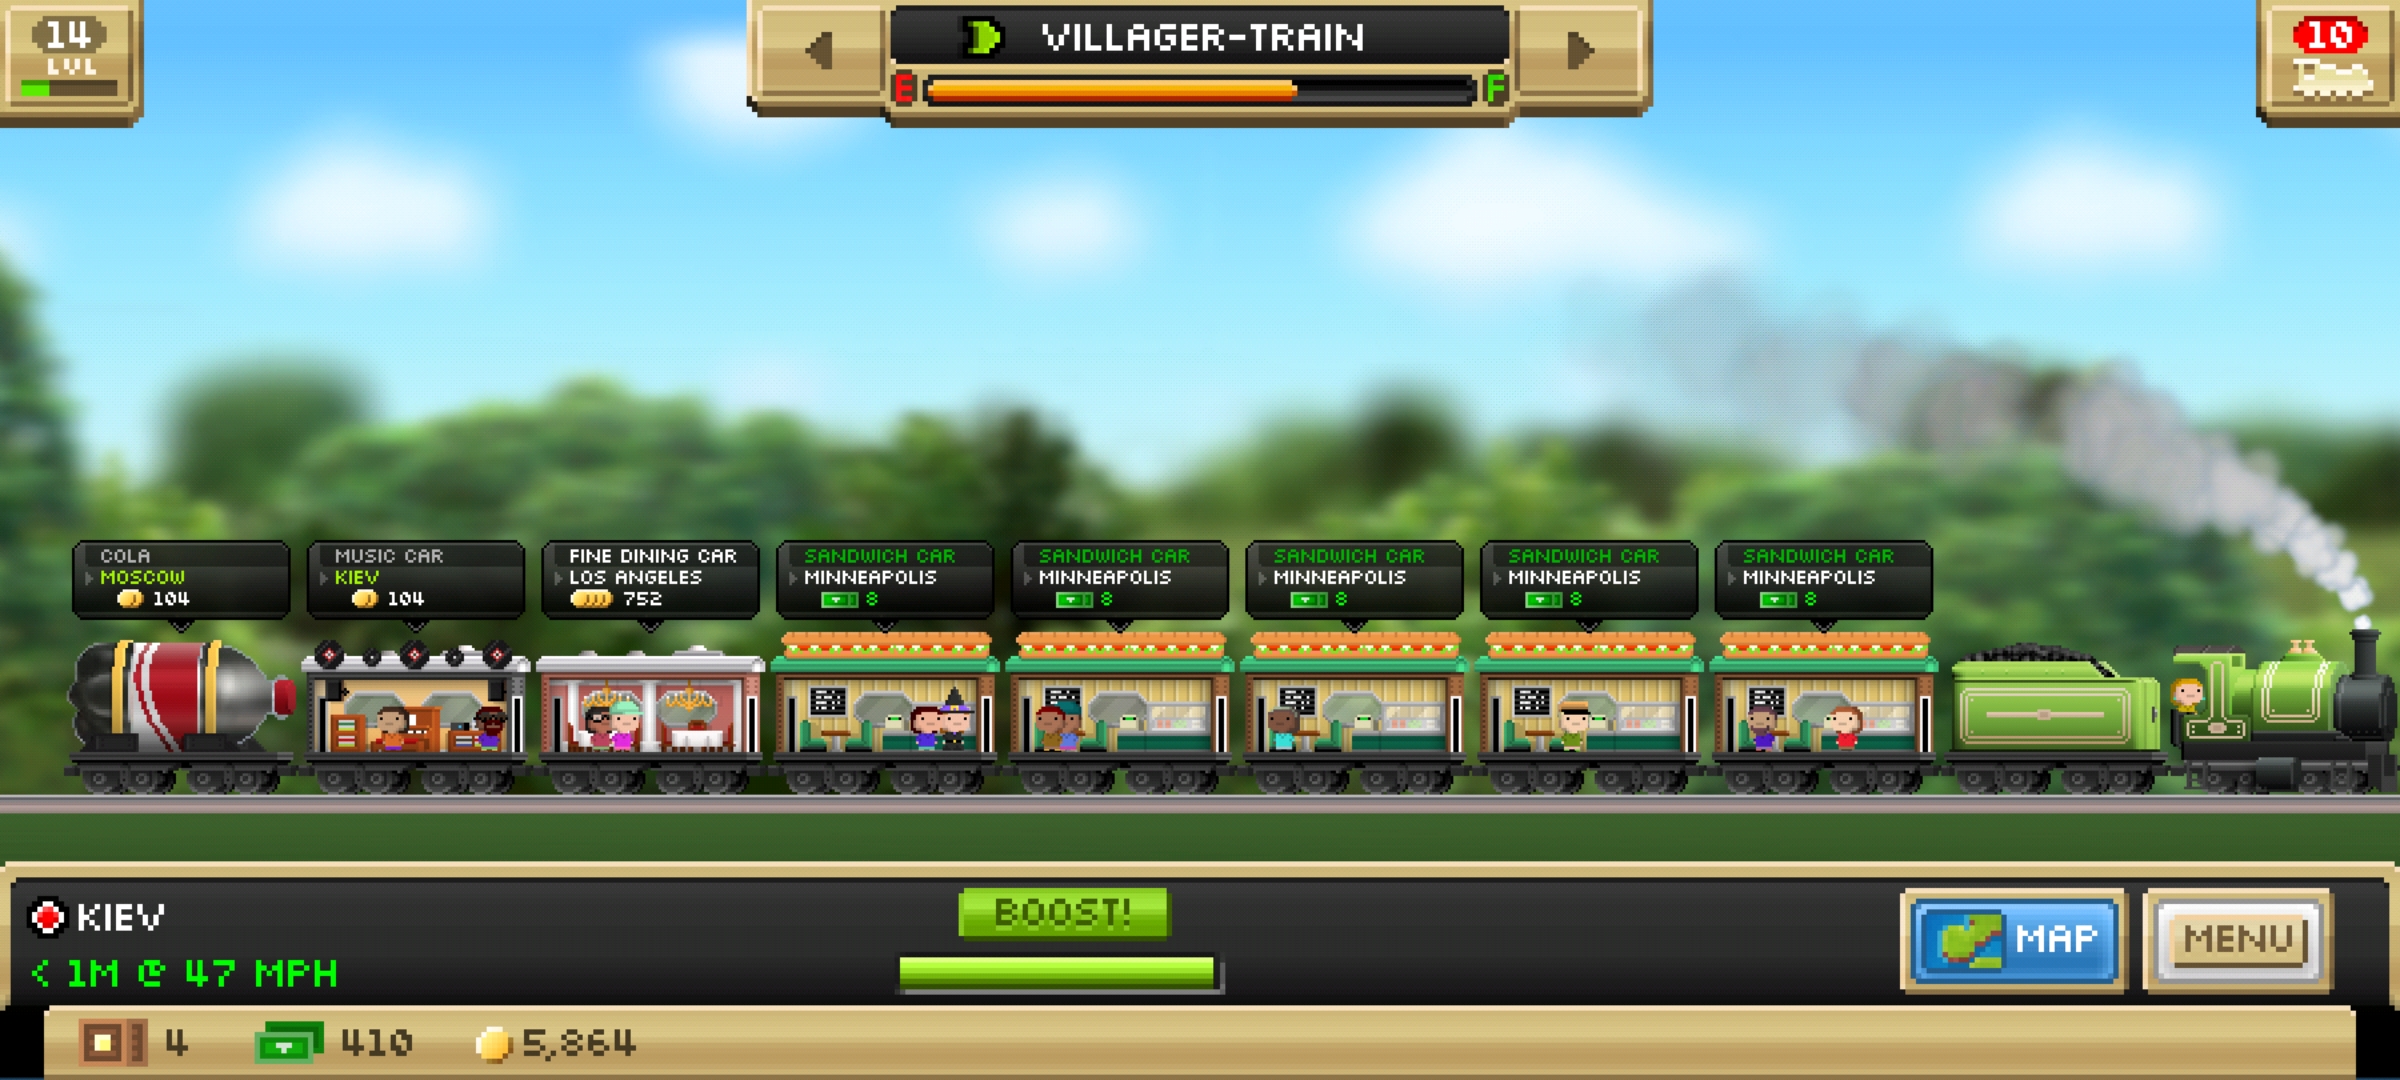 14
LVL
VILLAGER-TRAIN
E F
10
COLA
MOSCOW
104
MUSIC CAR
KIEV
104
FINE DINING CAR
LOS ANGELES
752
SANDWICH CAR
MINNEAPOLIS
8
SANDWICH CAR
MINNEAPOLIS
8
SANDWICH CAR
MINNEAPOLIS
8
SANDWICH CAR
MINNEAPOLIS
8
SANDWICH CAR
MINNEAPOLIS
8
KIEV
< 1M @ 47 MPH
BOOST!
MAP
MENU
4
410
5,864